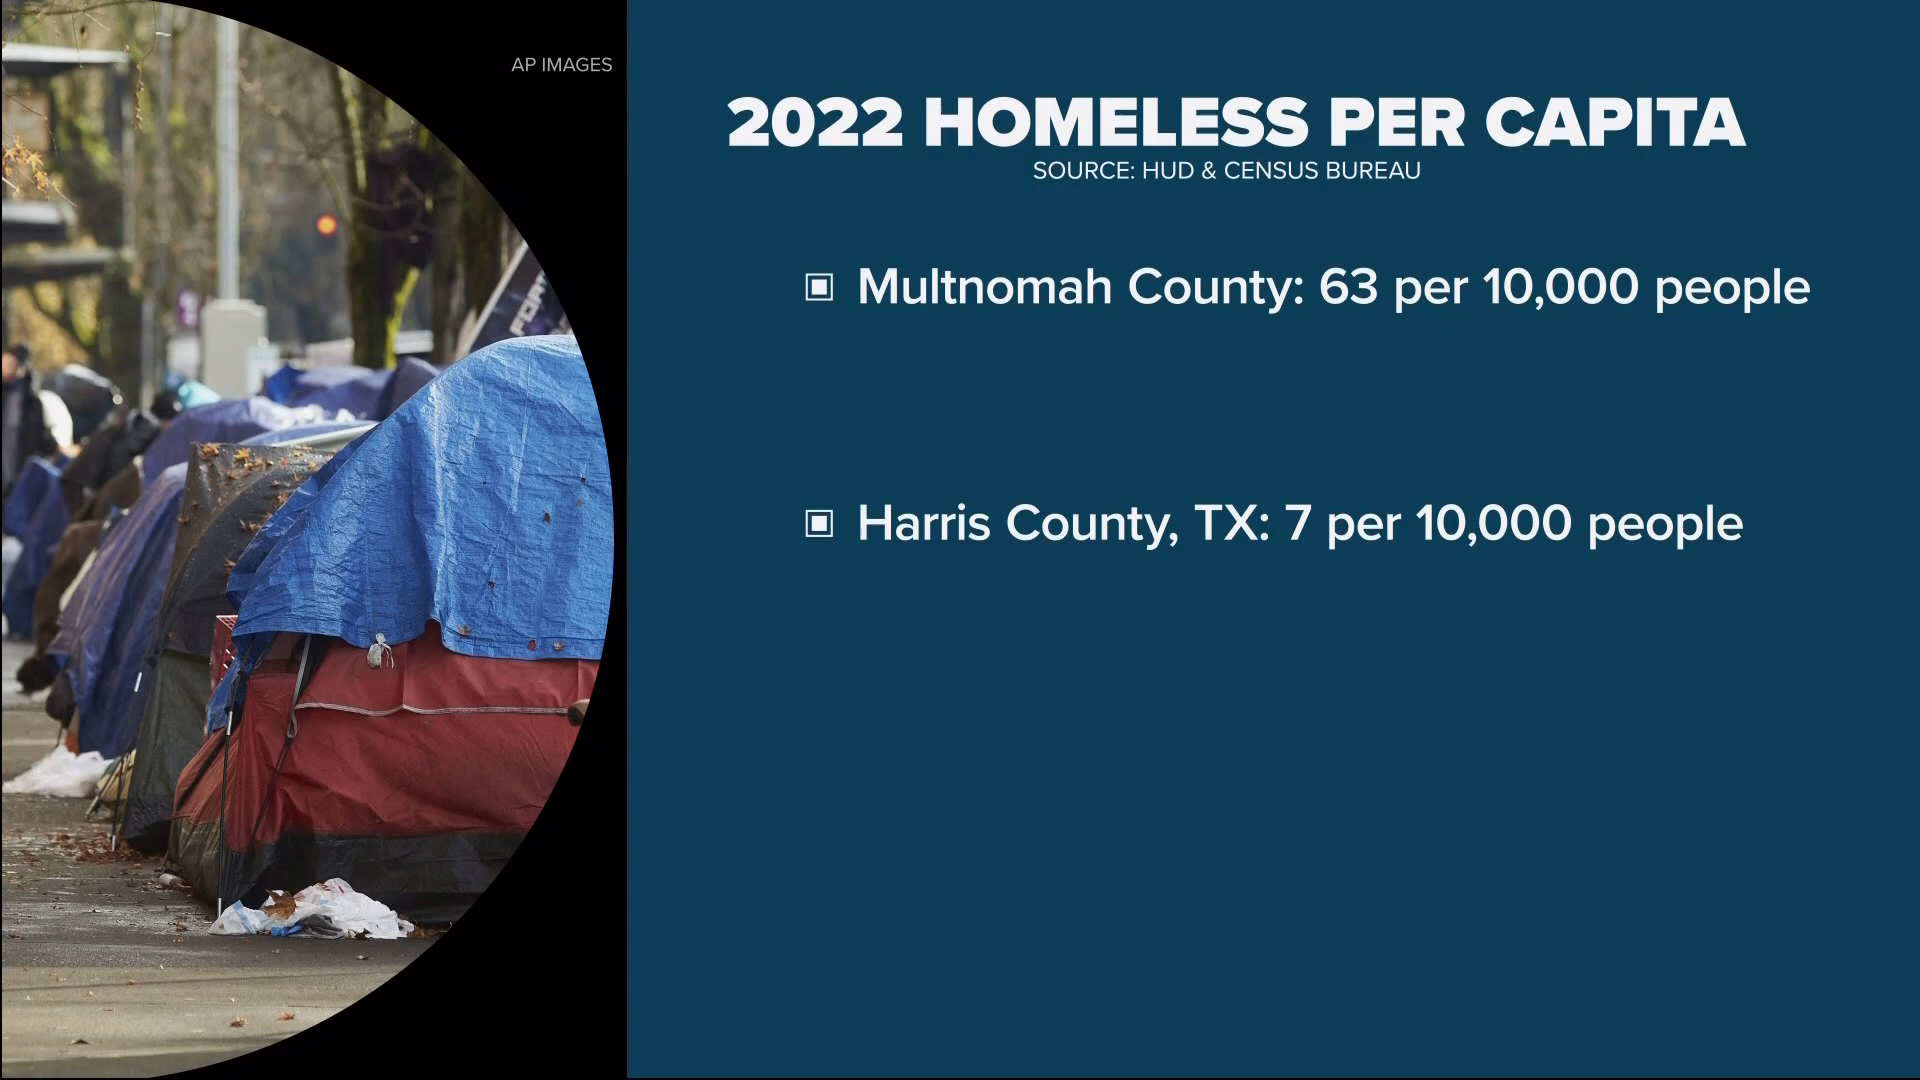 AP IMAGES
2022 HOMELESS PER CAPITA
SOURCE: HUD & CENSUS BUREAU
Multnomah County: 63 per 10,000 people
FORT
Harris County, TX: 7 per 10,000 people